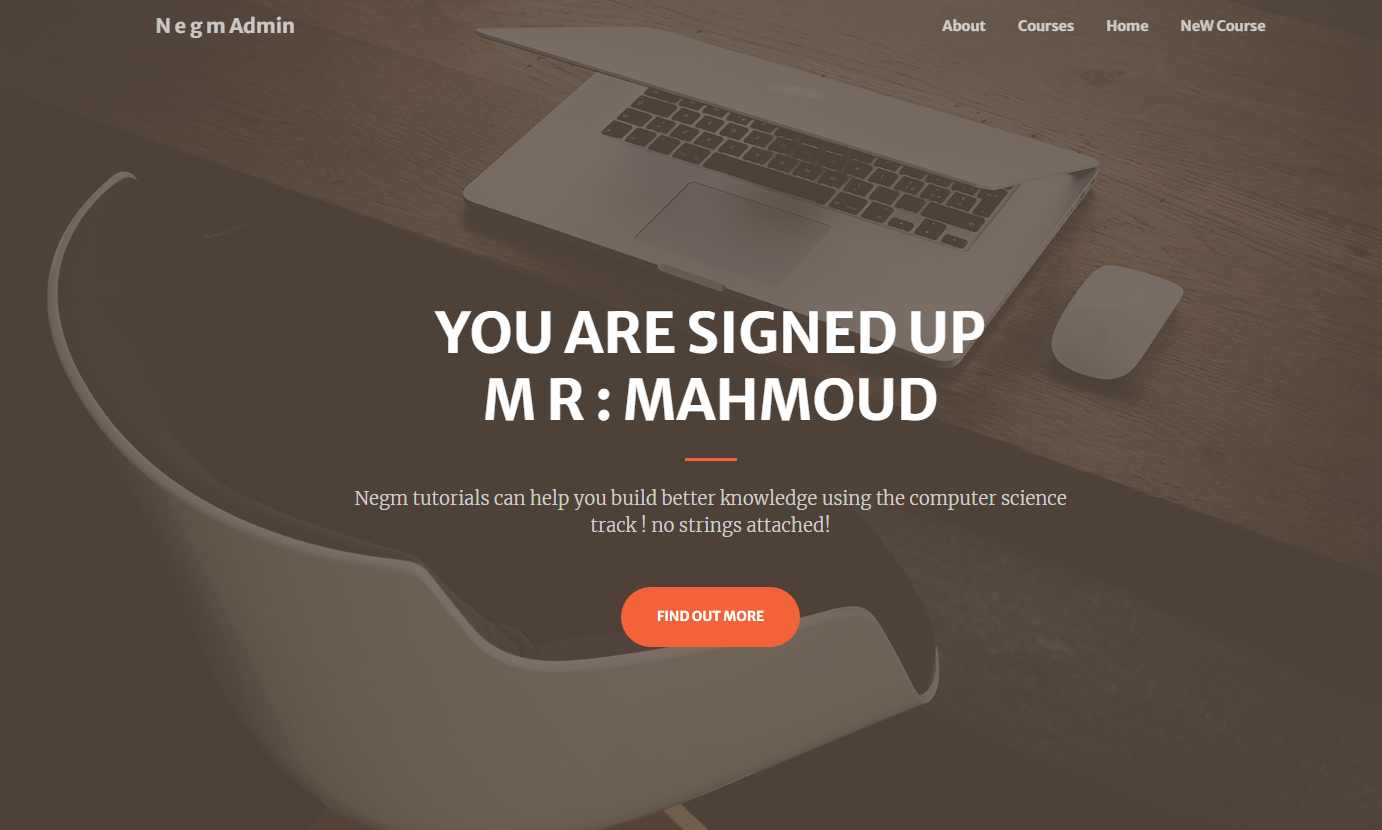 N e g m Admin
About
Courses
Home
NeW Course
YOU ARE SIGNED UP
M R : MAHMOUD
Negm tutorials can help you build better knowledge using the computer science
track ! no strings attached!
FIND OUT MORE